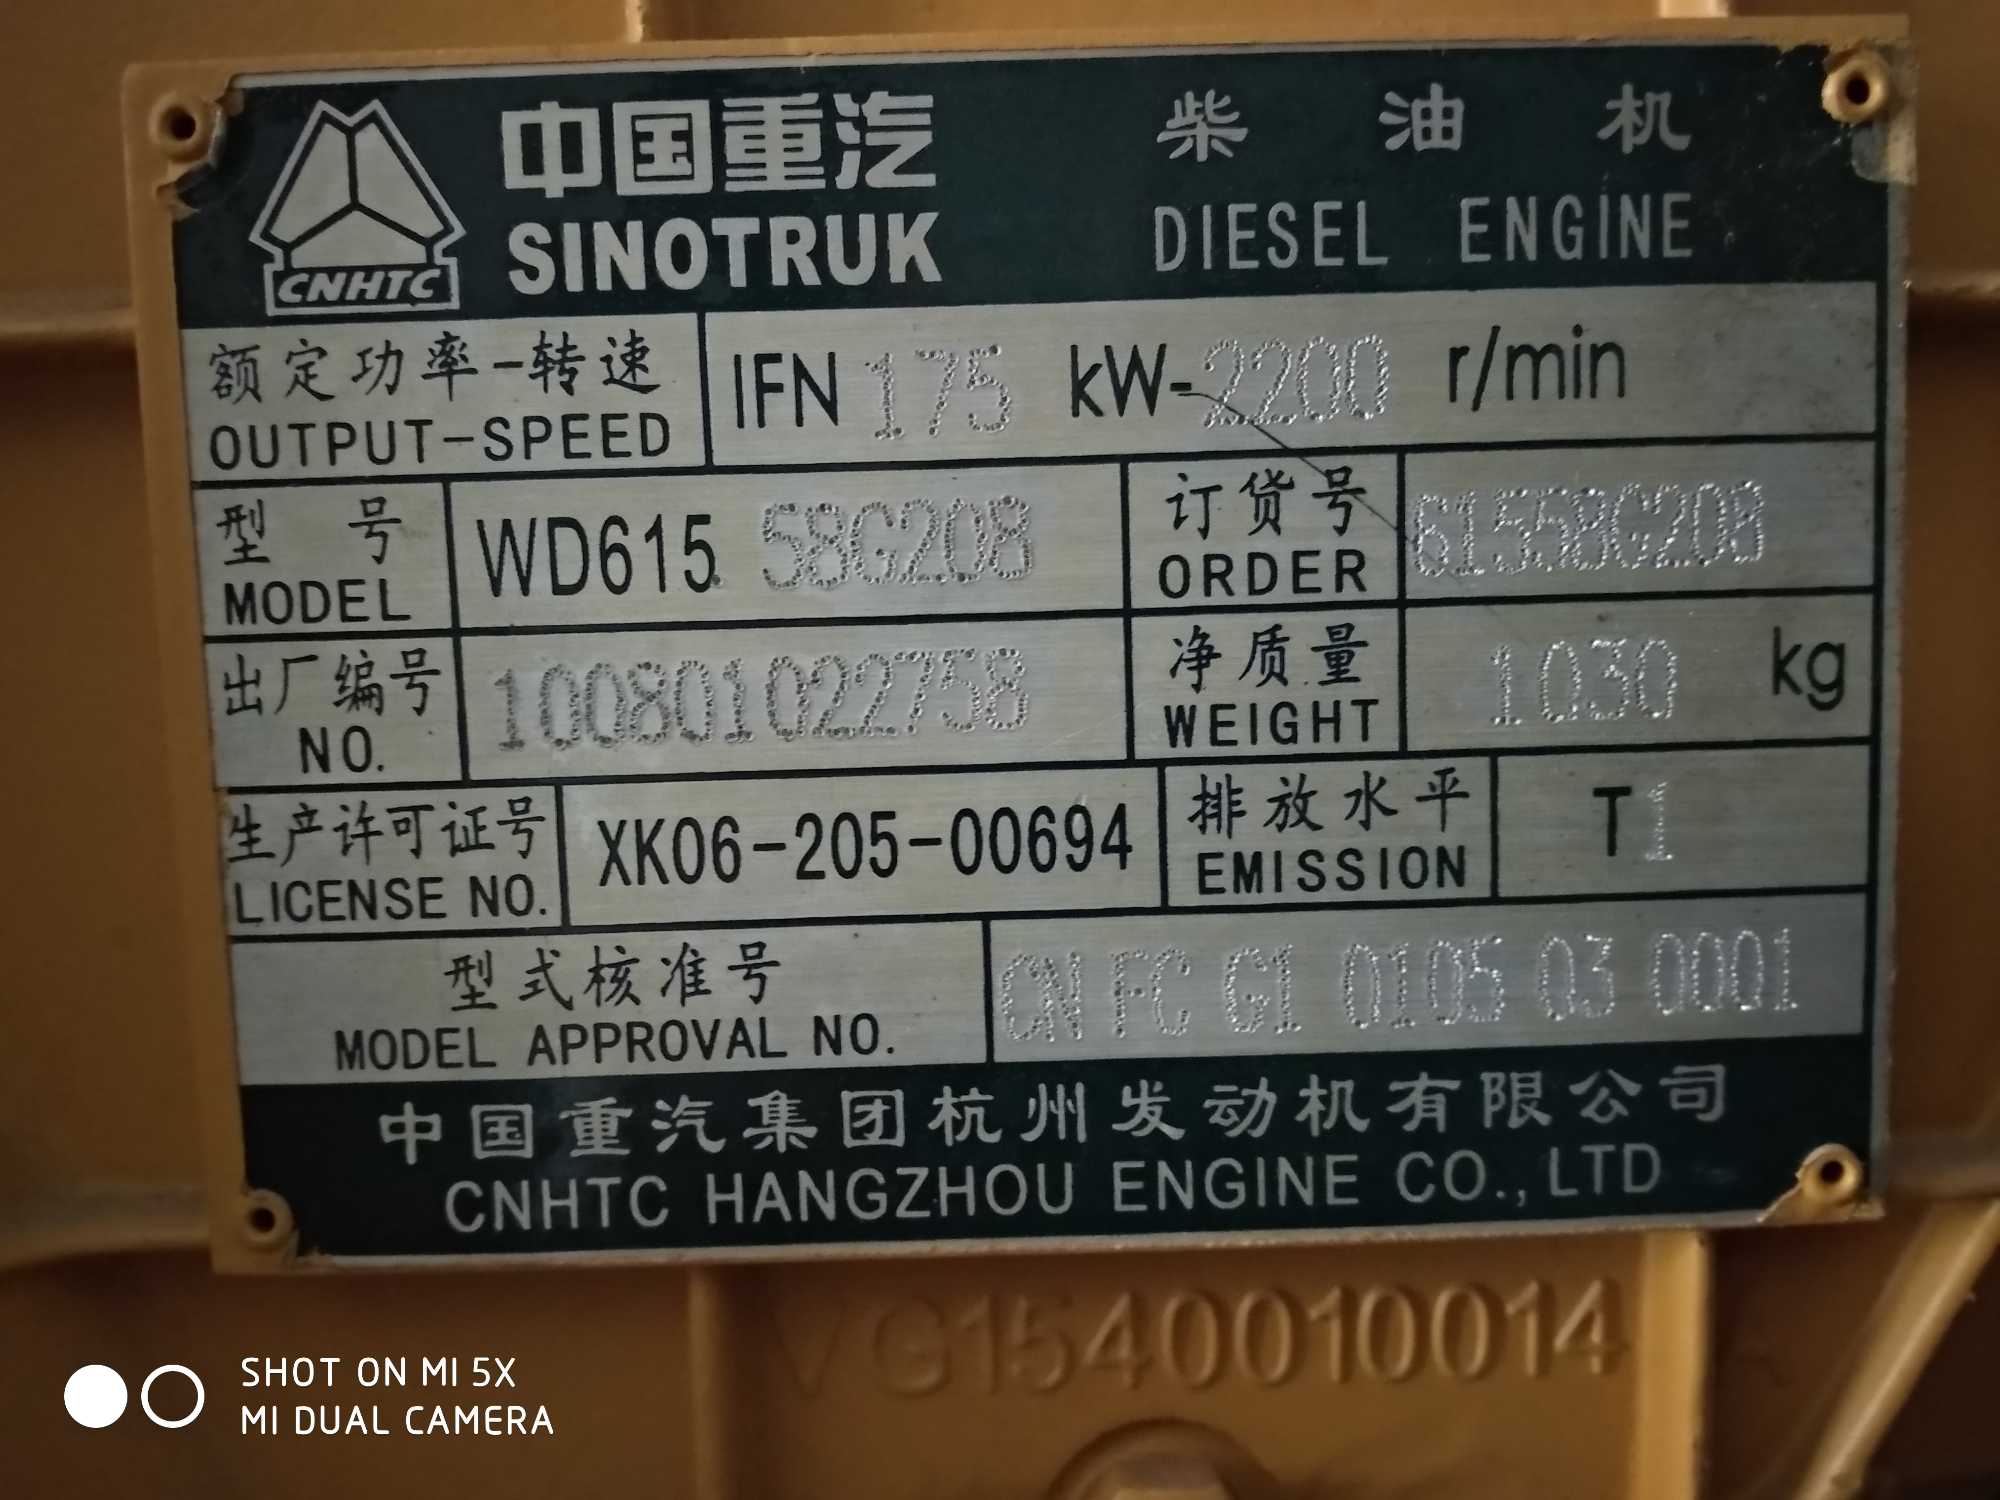 中国重汽
SINOTRUK
CNHTC
柴油机
DIESEL ENGINE
额定功率-转速
OUTPUT-SPEED
IFN 175 kW-2200 r/min
型号
MODEL
WD615.58G208
订货号
ORDER
61558G208
出厂编号
NO.
100801022758
净质量
WEIGHT
1030 kg
生产许可证号
LICENSE NO.
XK06-205-00694
排放水平
EMISSION
T1
型式核准号
MODEL APPROVAL NO.
CN FC G1 0105 03 0001
中国重汽集团杭州发动机有限公司
CNHTC HANGZHOU ENGINE CO., LTD
VG1540010014
SHOT ON MI 5X
MI DUAL CAMERA